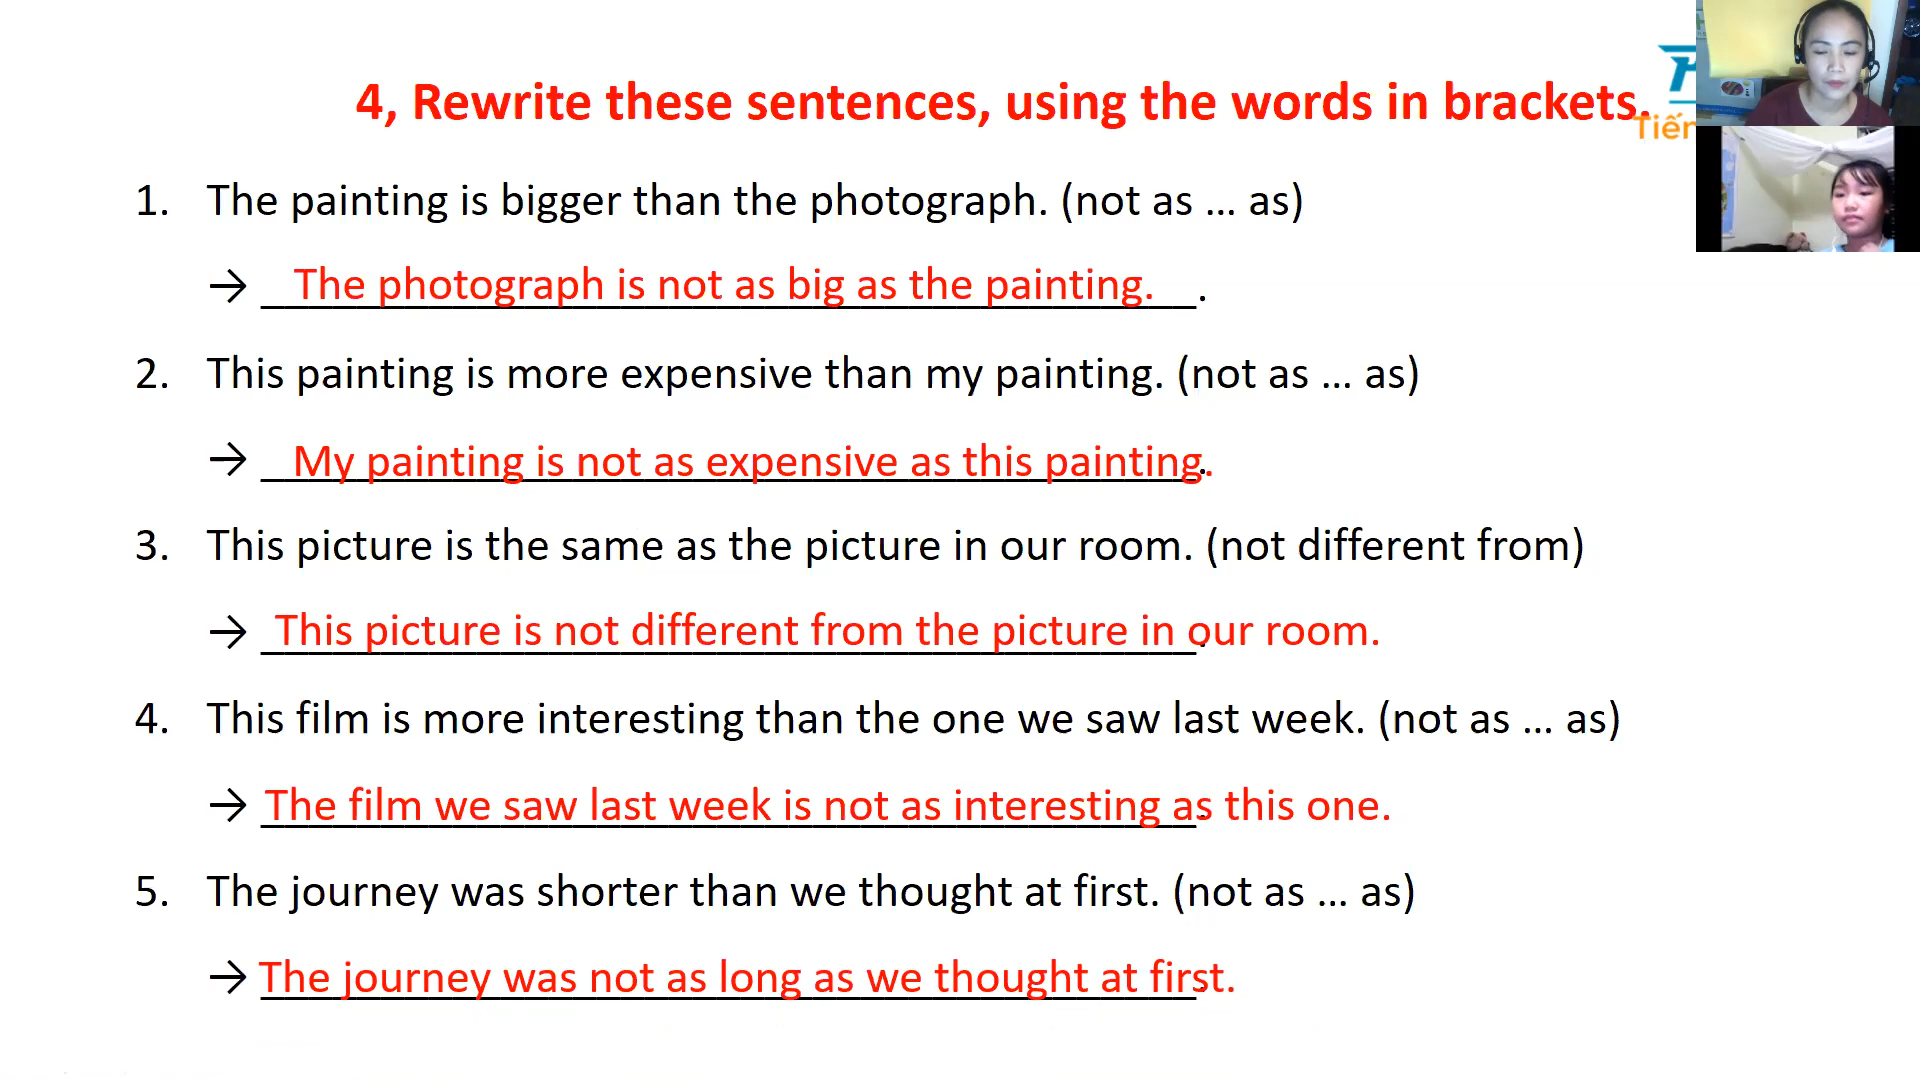 4, Rewrite these sentences, using the words in brackets.
Tiến
1. The painting is bigger than the photograph. (not as ... as)
→ The photograph is not as big as the painting. .
2. This painting is more expensive than my painting. (not as ... as)
→ My painting is not as expensive as this painting. .
3. This picture is the same as the picture in our room. (not different from)
→ This picture is not different from the picture in our room.
4. This film is more interesting than the one we saw last week. (not as ... as)
→ The film we saw last week is not as interesting as this one.
5. The journey was shorter than we thought at first. (not as ... as)
→ The journey was not as long as we thought at first.